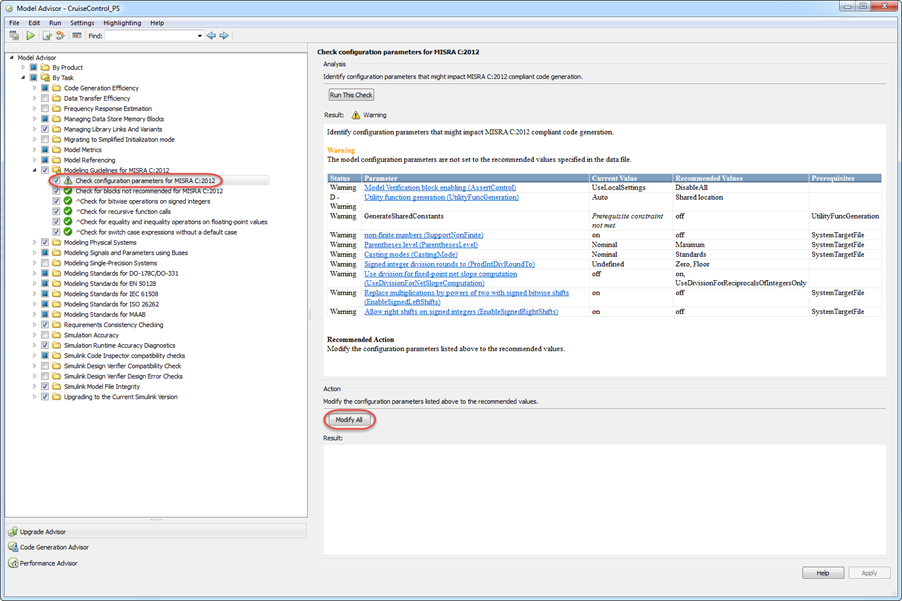 Model Advisor - CruiseControl_PS
File Edit Run Settings Highlighting Help
Find:
Model Advisor
By Product
By Task
Code Generation Efficiency
Data Transfer Efficiency
Frequency Response Estimation
Managing Data Store Memory Blocks
Managing Library Links And Variants
Migrating to Simplified Initialization mode
Model Metrics
Model Referencing
Modeling Guidelines for MISRA C:2012
Check configuration parameters for MISRA C:2012
Check for blocks not recommended for MISRA C:2012
^Check for bitwise operations on signed integers
^Check for recursive function calls
^Check for equality and inequality operations on floating-point values
^Check for switch case expressions without a default case
Modeling Physical Systems
Modeling Signals and Parameters using Buses
Modeling Single-Precision Systems
Modeling Standards for DO-178C/DO-331
Modeling Standards for EN 50128
Modeling Standards for IEC 61508
Modeling Standards for ISO 26262
Modeling Standards for MAAB
Requirements Consistency Checking
Simulation Accuracy
Simulation Runtime Accuracy Diagnostics
Simulink Code Inspector compatibility checks
Simulink Design Verifier Compatibility Check
Simulink Design Verifier Design Error Checks
Simulink Model File Integrity
Upgrading to the Current Simulink Version
Upgrade Advisor
Code Generation Advisor
Performance Advisor
Check configuration parameters for MISRA C:2012
Analysis
Identify configuration parameters that might impact MISRA C:2012 compliant code generation.
Run This Check
Result: Warning
Identify configuration parameters that might impact MISRA C:2012 compliant code generation.
Warning
The model configuration parameters are not set to the recommended values specified in the data file.
Status Parameter Current Value Recommended Values Prerequisites
Warning Model Verification block enabling (AssertControl) UseLocalSettings DisableAll
D - Utility function generation (UtilityFuncGeneration) Auto Shared location
Warning
Warning GenerateSharedConstants Prerequisite constraint off UtilityFuncGeneration
not met.
Warning non-finite numbers (SupportNonFinite) on off SystemTargetFile
Warning Parentheses level (ParenthesesLevel) Nominal Maximum SystemTargetFile
Warning Casting modes (CastingMode) Nominal Standards SystemTargetFile
Warning Signed integer division rounds to (ProdIntDivRoundTo) Undefined Zero, Floor
Warning Use division for fixed-point net slope computation off on,
(UseDivisionForNetSlopeComputation) UseDivisionForReciprocalsOfIntegersOnly
Warning Replace multiplications by powers of two with signed bitwise shifts on off SystemTargetFile
(EnableSignedLeftShifts)
Warning Allow right shifts on signed integers (EnableSignedRightShifts) on off SystemTargetFile
Recommended Action
Modify the configuration parameters listed above to the recommended values.
Action
Modify the configuration parameters listed above to the recommended values.
Modify All
Result:
Help Apply